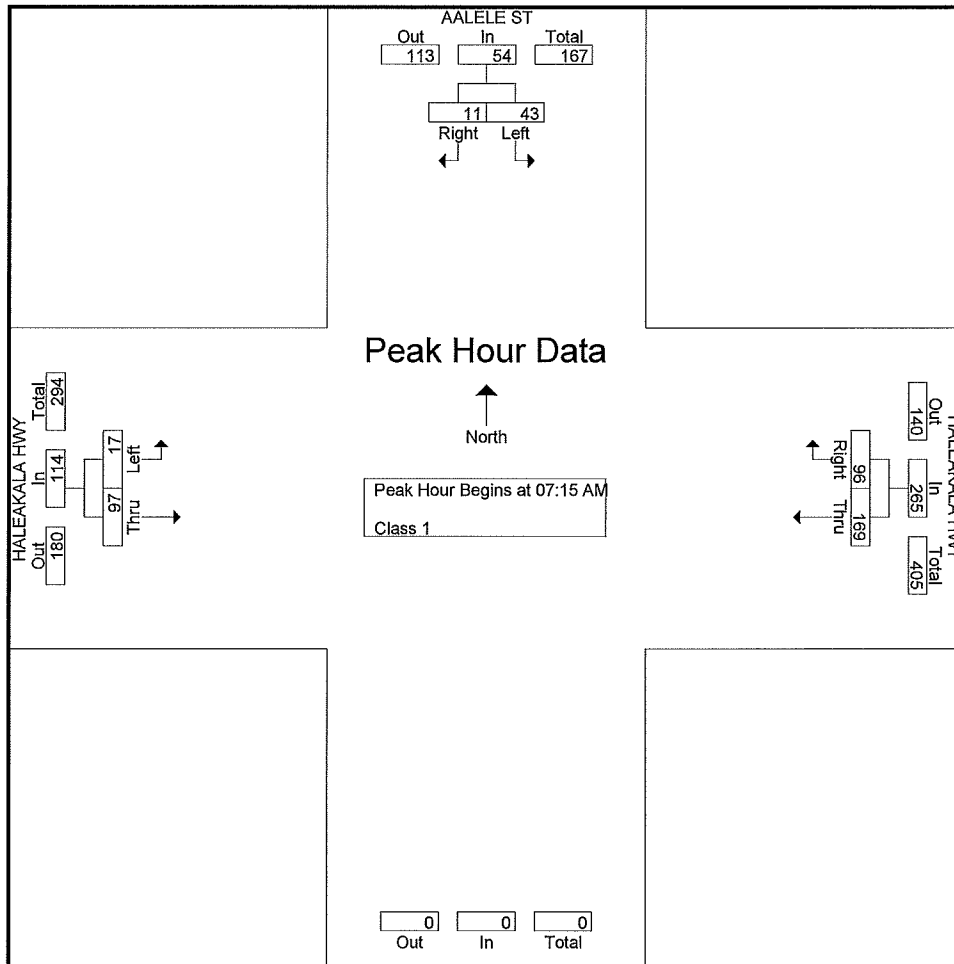 AALELE ST
Out In Total
113 54 167
11 43
Right Left
Peak Hour Data
North
Peak Hour Begins at 07:15 AM
Class 1
HALEAKALA HWY
Total In Out
294 114 180
17 97
Left Thru
Out In Total
140 265 405
96 169
Right Thru
0 0 0
Out In Total